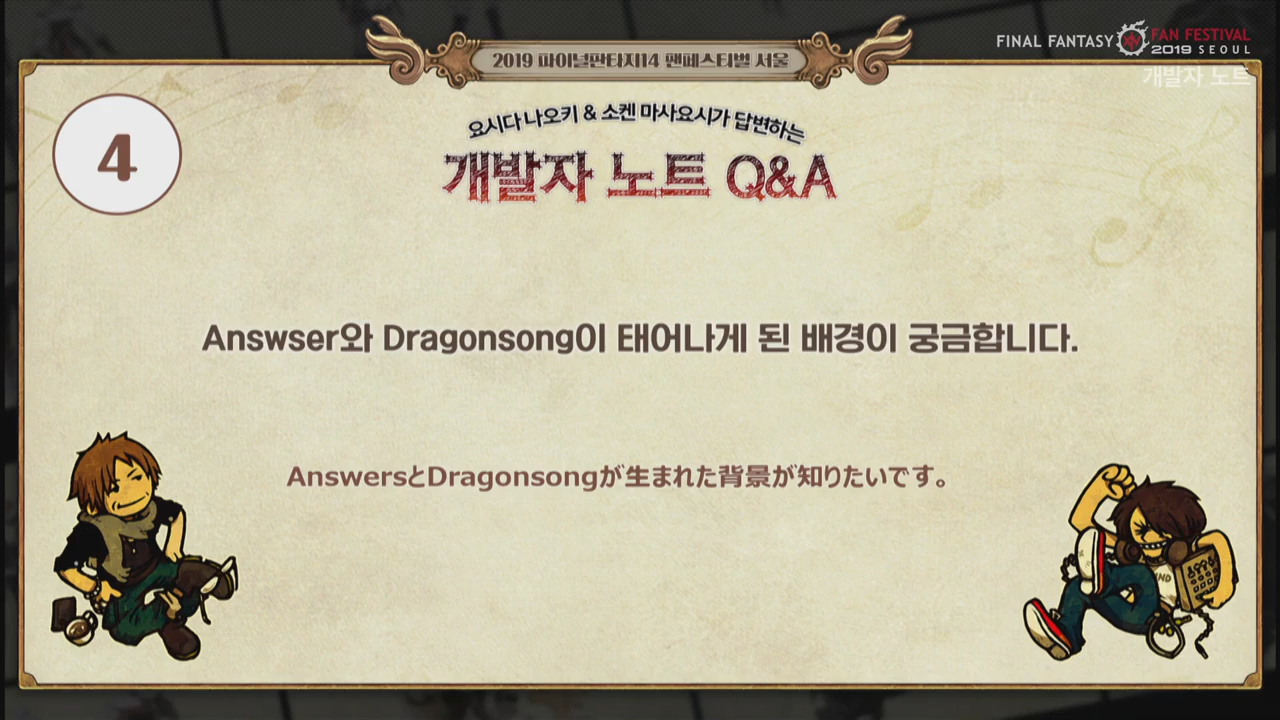 FINAL FANTASY XIV FAN FESTIVAL
2019 SEOUL
개발자 노트
2019 파이널판타지14 팬페스티벌 서울
4
요시다 나오키 & 소켄 마사요시가 답변하는
개발자 노트 Q&A
Answser와 Dragonsong이 태어나게 된 배경이 궁금합니다.
AnswersとDragonsongが生まれた背景が知りたいです。